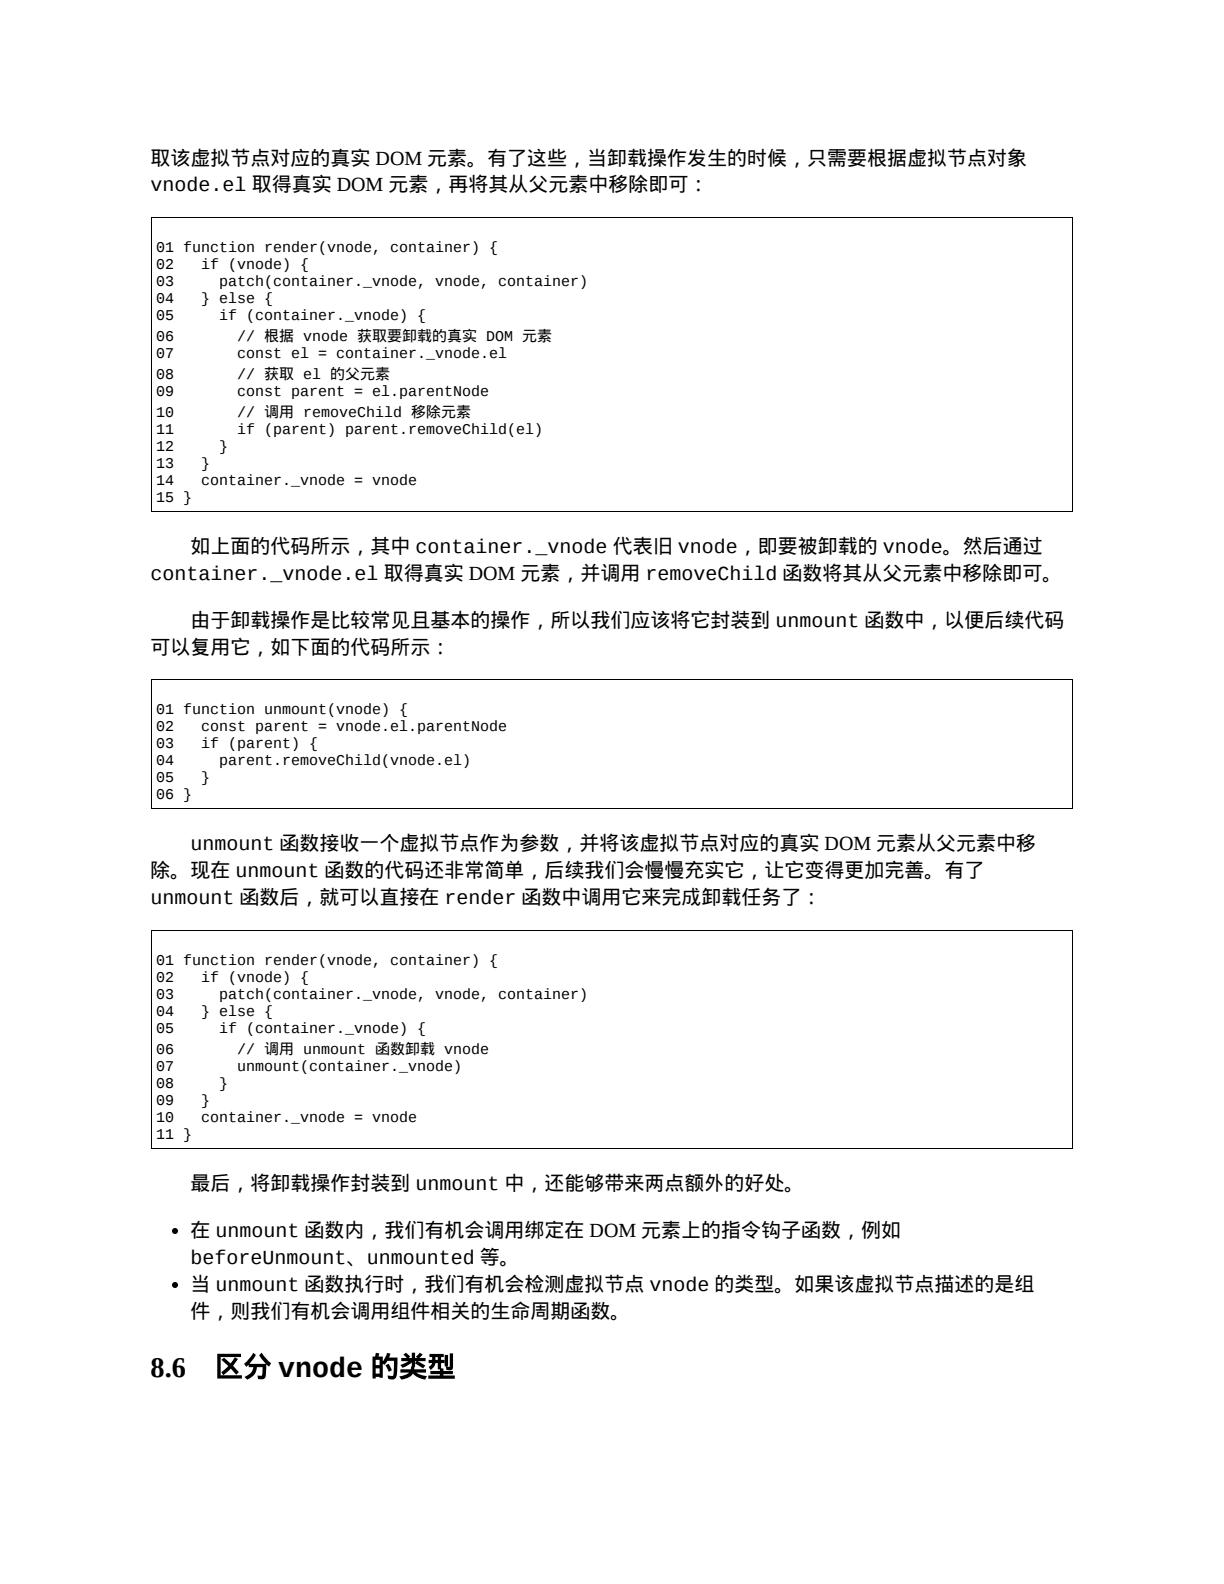 取该虚拟节点对应的真实 DOM 元素。有了这些，当卸载操作发生的时候，只需要根据虚拟节点对象
vnode.el 取得真实 DOM 元素，再将其从父元素中移除即可：
01 function render(vnode, container) {
02   if (vnode) {
03     patch(container._vnode, vnode, container)
04   } else {
05     if (container._vnode) {
06       // 根据 vnode 获取要卸载的真实 DOM 元素
07       const el = container._vnode.el
08       // 获取 el 的父元素
09       const parent = el.parentNode
10       // 调用 removeChild 移除元素
11       if (parent) parent.removeChild(el)
12     }
13   }
14   container._vnode = vnode
15 }
如上面的代码所示，其中 container._vnode 代表旧 vnode，即要被卸载的 vnode。然后通过
container._vnode.el 取得真实 DOM 元素，并调用 removeChild 函数将其从父元素中移除即可。
由于卸载操作是比较常见且基本的操作，所以我们应该将它封装到 unmount 函数中，以便后续代码
可以复用它，如下面的代码所示：
01 function unmount(vnode) {
02   const parent = vnode.el.parentNode
03   if (parent) {
04     parent.removeChild(vnode.el)
05   }
06 }
unmount 函数接收一个虚拟节点作为参数，并将该虚拟节点对应的真实 DOM 元素从父元素中移
除。现在 unmount 函数的代码还非常简单，后续我们会慢慢充实它，让它变得更加完善。有了
unmount 函数后，就可以直接在 render 函数中调用它来完成卸载任务了：
01 function render(vnode, container) {
02   if (vnode) {
03     patch(container._vnode, vnode, container)
04   } else {
05     if (container._vnode) {
06       // 调用 unmount 函数卸载 vnode
07       unmount(container._vnode)
08     }
09   }
10   container._vnode = vnode
11 }
最后，将卸载操作封装到 unmount 中，还能够带来两点额外的好处。
• 在 unmount 函数内，我们有机会调用绑定在 DOM 元素上的指令钩子函数，例如
beforeUnmount、unmounted 等。
• 当 unmount 函数执行时，我们有机会检测虚拟节点 vnode 的类型。如果该虚拟节点描述的是组
件，则我们有机会调用组件相关的生命周期函数。
8.6 区分 vnode 的类型